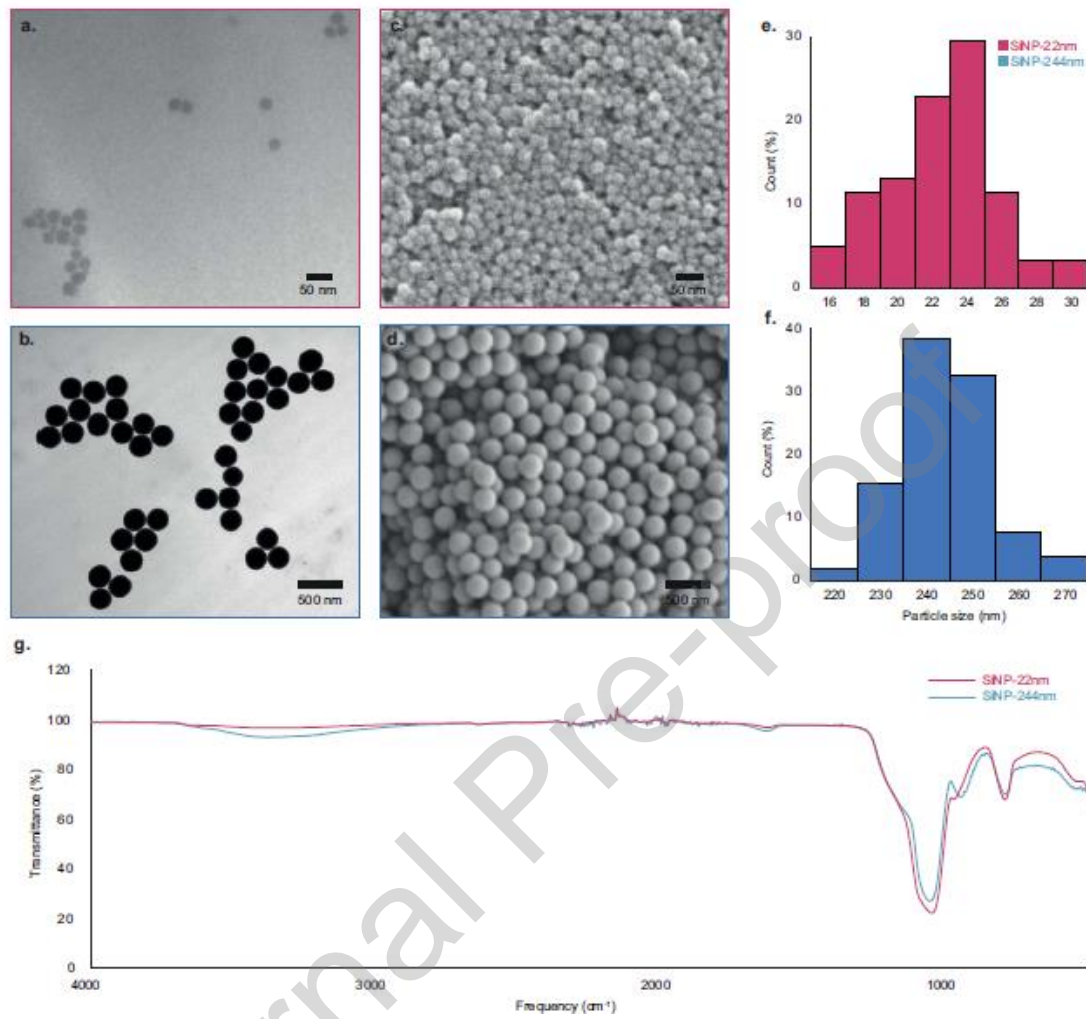 a.
50 nm
c.
50 nm
e.
30
20
10
0
Count (%)
SiNP-22nm
SiNP-244nm
16 18 20 22 24 26 28 30
b.
500 nm
d.
500 nm
f.
40
30
20
10
0
Count (%)
220 230 240 250 260 270
Particle size (nm)
g.
120
100
80
60
40
20
0
Transmittance (%)
SiNP-22nm
SiNP-244nm
4000 3000 2000 1000
Frequency (cm⁻¹)
rnal Pre-proof